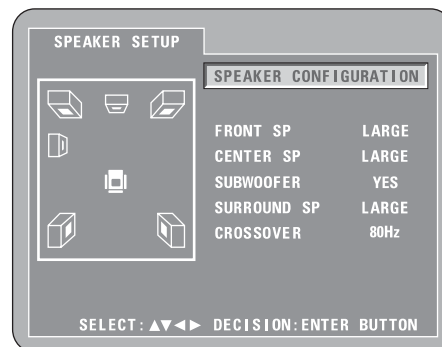 SPEAKER SETUP
SPEAKER CONFIGURATION
FRONT SP LARGE
CENTER SP LARGE
SUBWOOFER YES
SURROUND SP LARGE
CROSSOVER 80Hz
SELECT:▲▼◄► DECISION:ENTER BUTTON